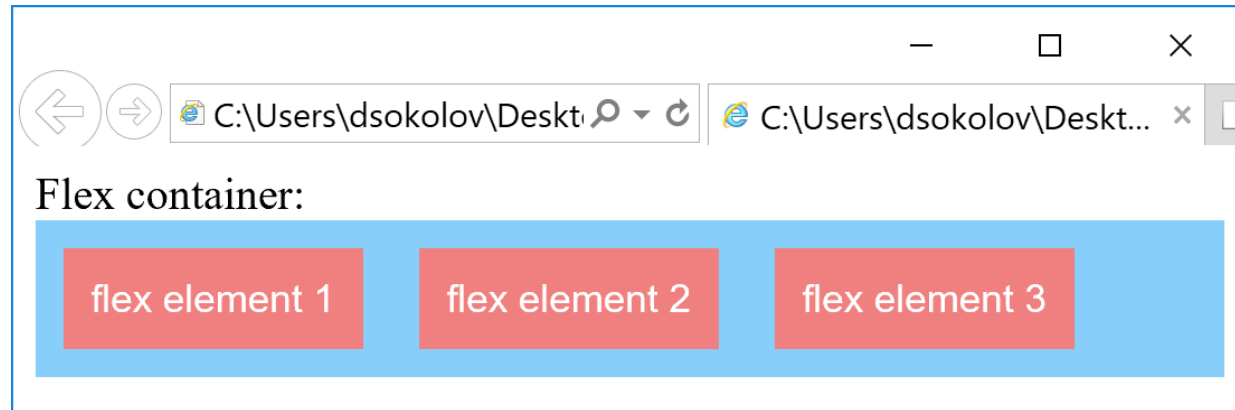 C:\Users\dsokolov\Deskt
C:\Users\dsokolov\Deskt...
Flex container:
flex element 1
flex element 2
flex element 3